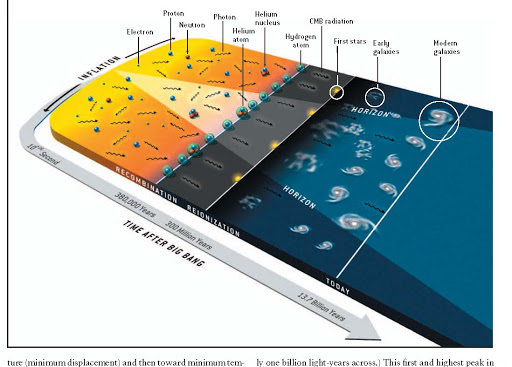 Proton
Neutron
Electron
Photon
Helium
nucleus
Helium
atom
Hydrogen
atom
CMB radiation
First stars
Early
galaxies
Modern
galaxies
INFLATION
HORIZON
HORIZON
Second
RECOMBINATION
REIONIZATION
380,000 Years
300 Million Years
TIME AFTER BIG BANG
TODAY
13.7 Billion Years
ture (minimum displacement) and then toward minimum tem-
ly one billion light-years across.) This first and highest peak in